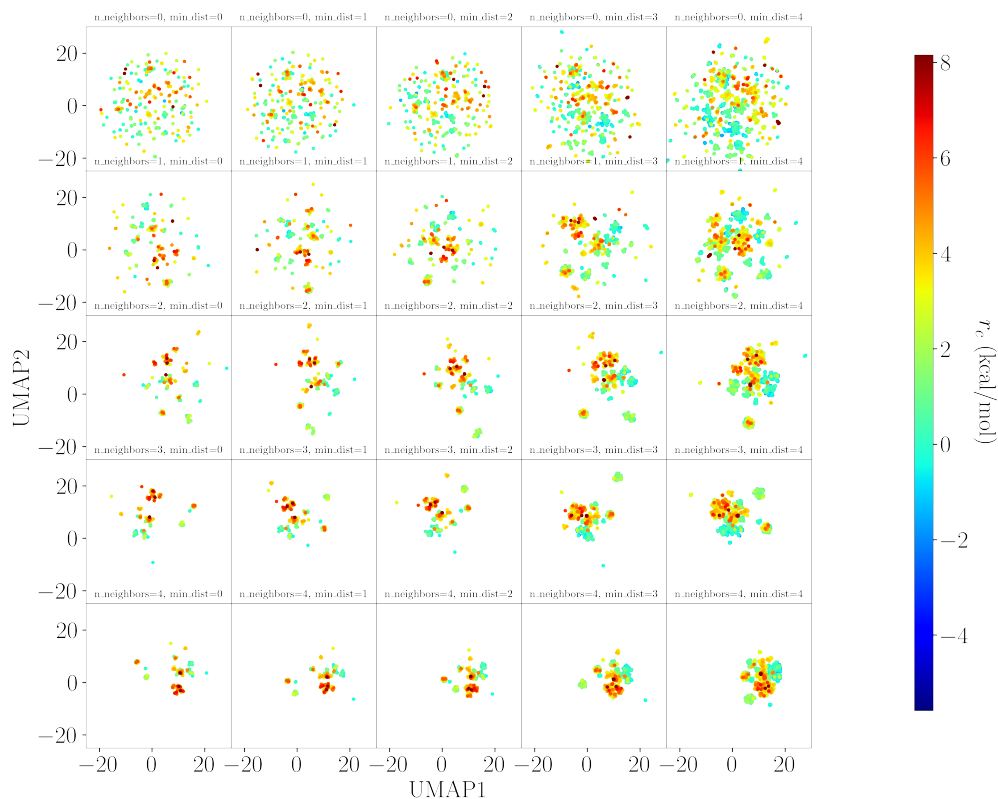 n_neighbors=0, min_dist=0 n_neighbors=0, min_dist=1 n_neighbors=0, min_dist=2 n_neighbors=0, min_dist=3 n_neighbors=0, min_dist=4
20
0
−20
n_neighbors=1, min_dist=0 n_neighbors=1, min_dist=1 n_neighbors=1, min_dist=2 n_neighbors=1, min_dist=3 n_neighbors=1, min_dist=4
20
0
−20
n_neighbors=2, min_dist=0 n_neighbors=2, min_dist=1 n_neighbors=2, min_dist=2 n_neighbors=2, min_dist=3 n_neighbors=2, min_dist=4
20
0
−20
n_neighbors=3, min_dist=0 n_neighbors=3, min_dist=1 n_neighbors=3, min_dist=2 n_neighbors=3, min_dist=3 n_neighbors=3, min_dist=4
20
0
−20
n_neighbors=4, min_dist=0 n_neighbors=4, min_dist=1 n_neighbors=4, min_dist=2 n_neighbors=4, min_dist=3 n_neighbors=4, min_dist=4
20
0
−20
−20 0 20 −20 0 20 −20 0 20 −20 0 20 −20 0 20
UMAP1
UMAP2
8
6
4
2
0
−2
−4
r_c (kcal/mol)